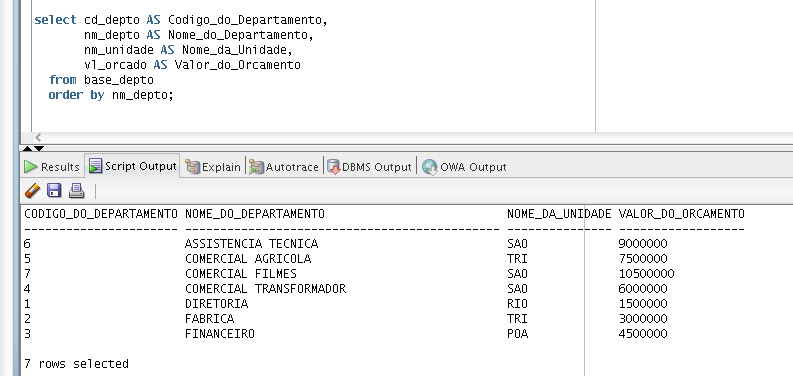 select cd_depto AS Codigo_do_Departamento,
nm_depto AS Nome_do_Departamento,
nm_unidade AS Nome_da_Unidade,
vl_orcado AS Valor_do_Orcamento
from base_depto
order by nm_depto;
Results Script Output Explain Autotrace DBMS Output OWA Output
CODIGO_DO_DEPARTAMENTO NOME_DO_DEPARTAMENTO NOME_DA_UNIDADE VALOR_DO_ORCAMENTO
---------------------- --------------------------------------------- --------------- ------------------
6 ASSISTENCIA TECNICA SAO 9000000
5 COMERCIAL AGRICOLA TRI 7500000
7 COMERCIAL FILMES SAO 10500000
4 COMERCIAL TRANSFORMADOR SAO 6000000
1 DIRETORIA RIO 1500000
2 FABRICA TRI 3000000
3 FINANCEIRO POA 4500000
7 rows selected